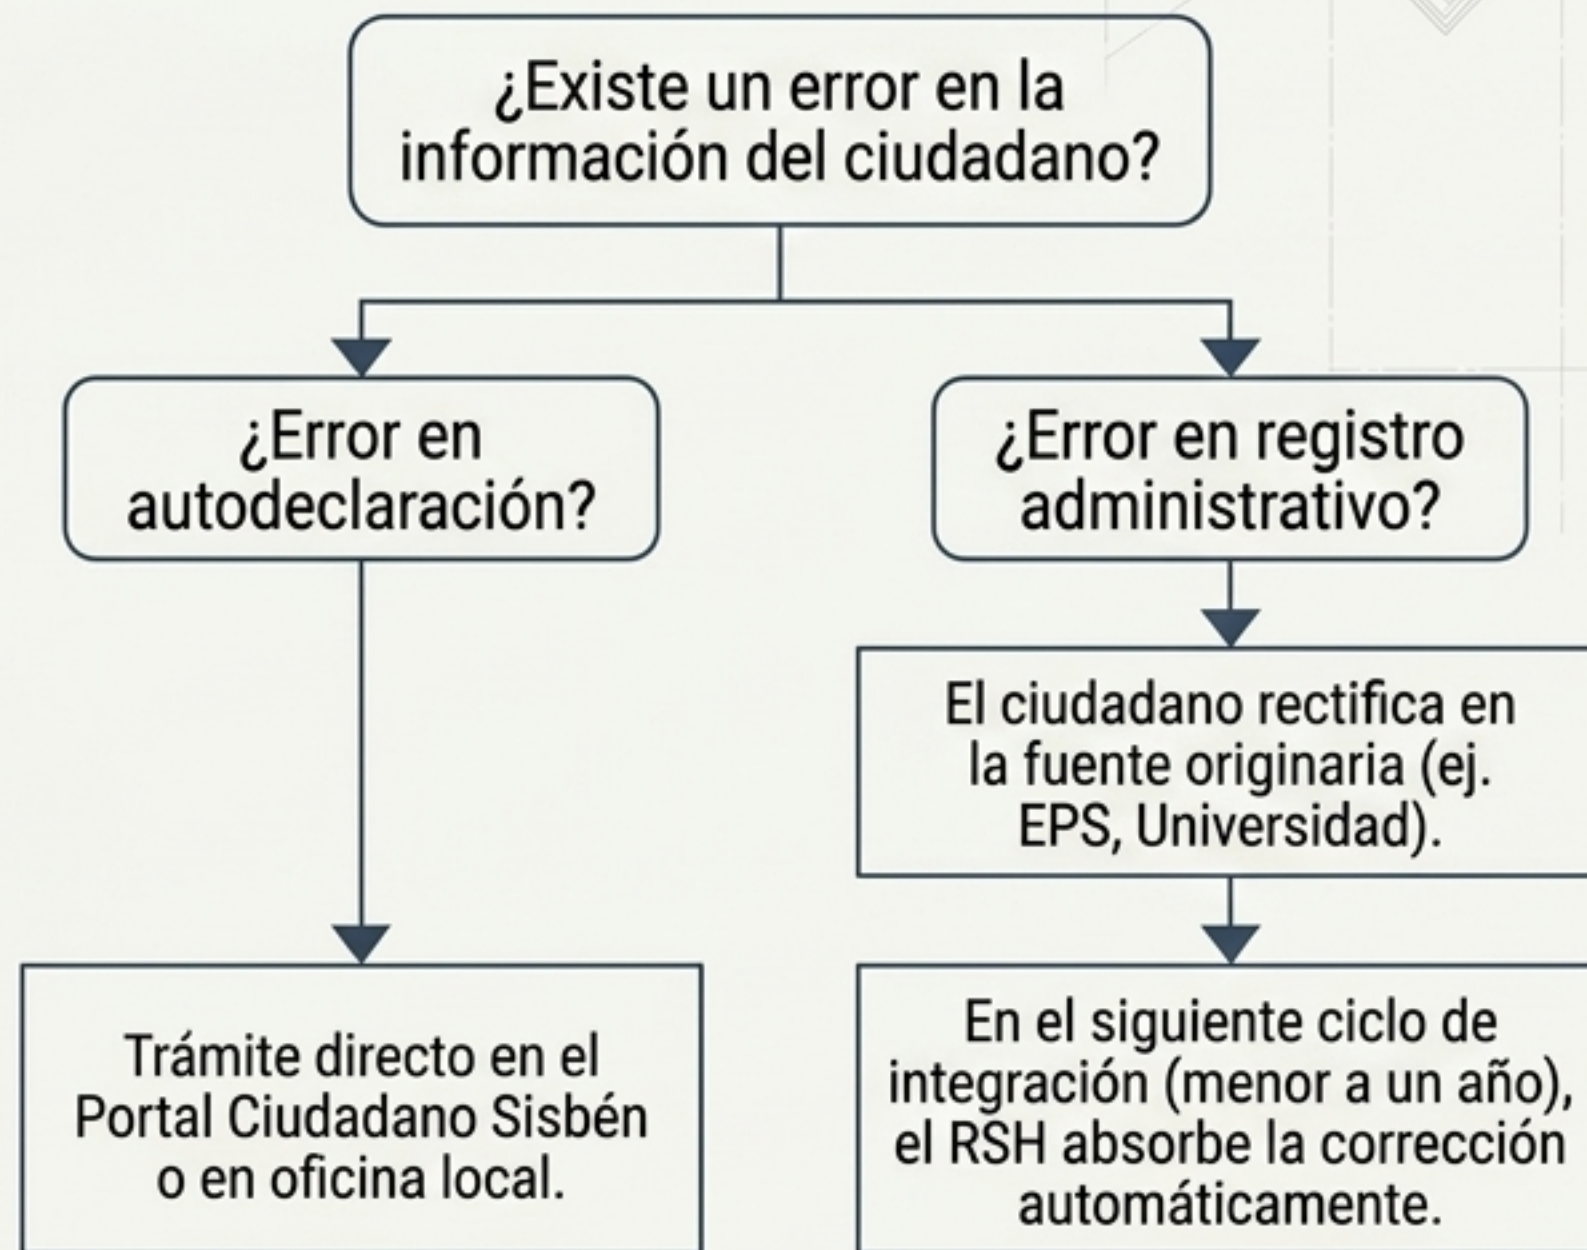 ¿Existe un error en la
información del ciudadano?
¿Error en
autodeclaración?
¿Error en registro
administrativo?
El ciudadano rectifica en
la fuente originaria (ej.
EPS, Universidad).
Trámite directo en el
Portal Ciudadano Sisbén
o en oficina local.
En el siguiente ciclo de
integración (menor a un año),
el RSH absorbe la corrección
automáticamente.